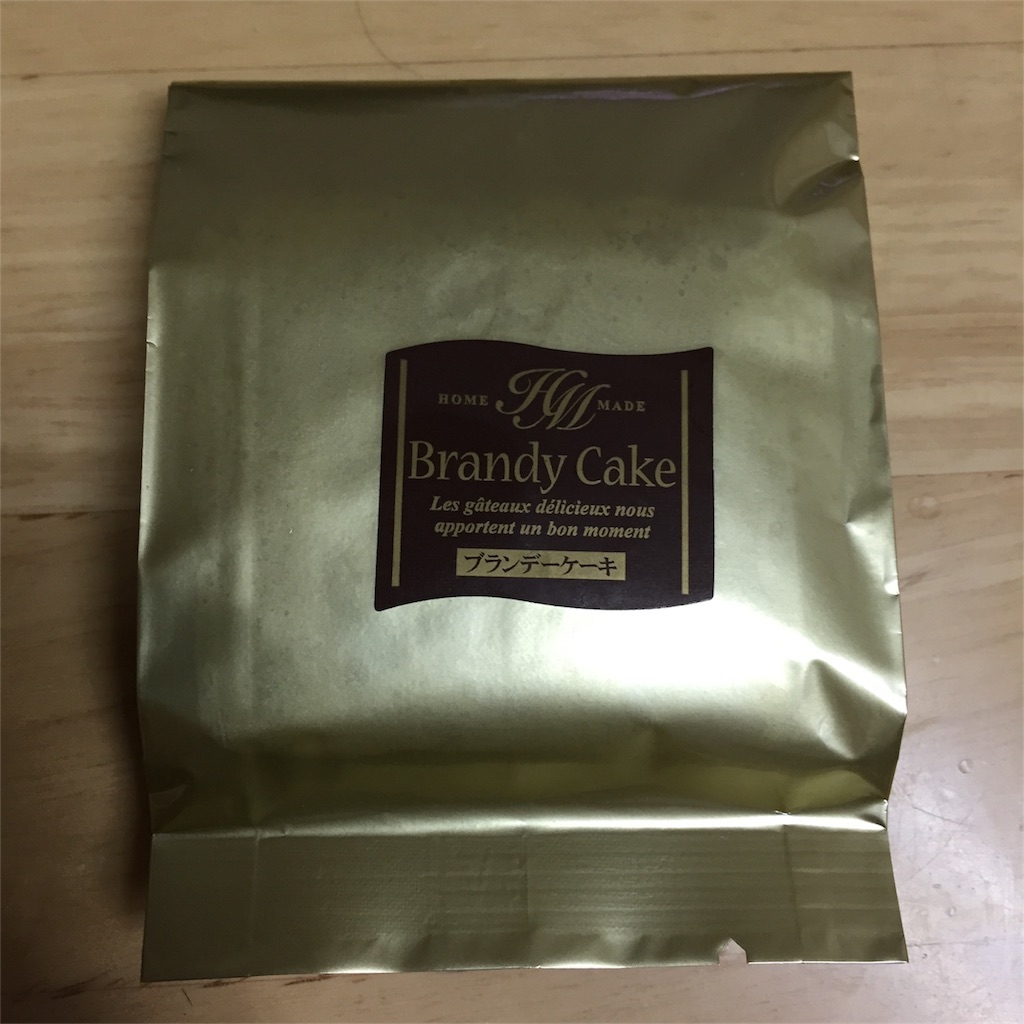 HOME HM MADE
Brandy Cake
Les gâteaux délicieux nous
apportent un bon moment
ブランデーケーキ